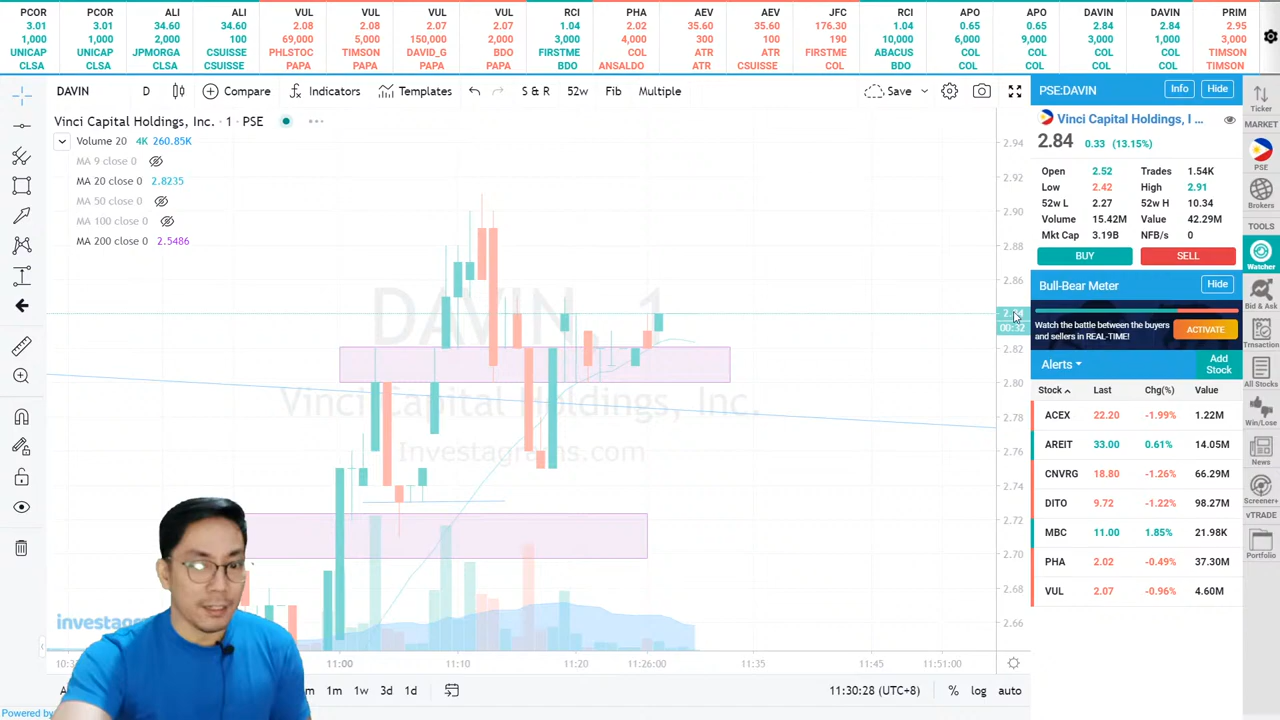 PCOR PCOR ALI ALI VUL VUL VUL VUL RCI PHA AEV AEV JFC RCI APO APO DAVIN DAVIN PRIM
3.01 3.01 34.60 34.60 2.08 2.08 2.07 2.07 1.04 2.02 35.60 35.60 176.30 1.04 0.65 0.65 2.84 2.84 2.95
1,000 1,000 2,000 100 69,000 5,000 150,000 2,000 3,000 4,000 300 100 190 10,000 6,000 9,000 3,000 1,000 3,000
UNICAP UNICAP JPMORGA CSUISSE PHLSTOC TIMSON DAVID_G BDO FIRSTME COL ATR ATR FIRSTME ABACUS COL COL COL COL TIMSON
CLSA CLSA CLSA CSUISSE PAPA PAPA PAPA PAPA BDO ANSALDO ATR CSUISSE COL BDO COL COL COL COL TIMSON
DAVIN D Compare Indicators Templates S & R 52w Fib Multiple Save
Vinci Capital Holdings, Inc. · 1 · PSE
Volume 20 4K 260.85K
MA 9 close 0
MA 20 close 0 2.8235
MA 50 close 0
MA 100 close 0
MA 200 close 0 2.5486
DAVIN, 1
Vinci Capital Holdings, Inc.
Investagrams.com
2.94
2.92
2.90
2.88
2.86
00:32
2.82
2.80
2.78
2.76
2.74
2.72
2.70
2.68
2.66
11:00 11:10 11:20 11:26:00 11:35 11:45 11:51:00
1m 1w 3d 1d 11:30:28 (UTC+8) % log auto
Powered by
PSE:DAVIN Info Hide
Vinci Capital Holdings, I ...
2.84 0.33 (13.15%)
Open 2.52 Trades 1.54K
Low 2.42 High 2.91
52w L 2.27 52w H 10.34
Volume 15.42M Value 42.29M
Mkt Cap 3.19B NFB/s 0
BUY SELL
Bull-Bear Meter Hide
Watch the battle between the buyers
and sellers in REAL-TIME!
ACTIVATE
Alerts Add
Stock
Stock Last Chg(%) Value
ACEX 22.20 -1.99% 1.22M
AREIT 33.00 0.61% 14.05M
CNVRG 18.80 -1.26% 66.29M
DITO 9.72 -1.22% 98.27M
MBC 11.00 1.85% 21.98K
PHA 2.02 -0.49% 37.30M
VUL 2.07 -0.96% 4.60M
Ticker
MARKET
PSE
Brokers
TOOLS
Watcher
Bid & Ask
Trnsaction
All Stocks
Win/Lose
News
Screener+
vTRADE
Portfolio